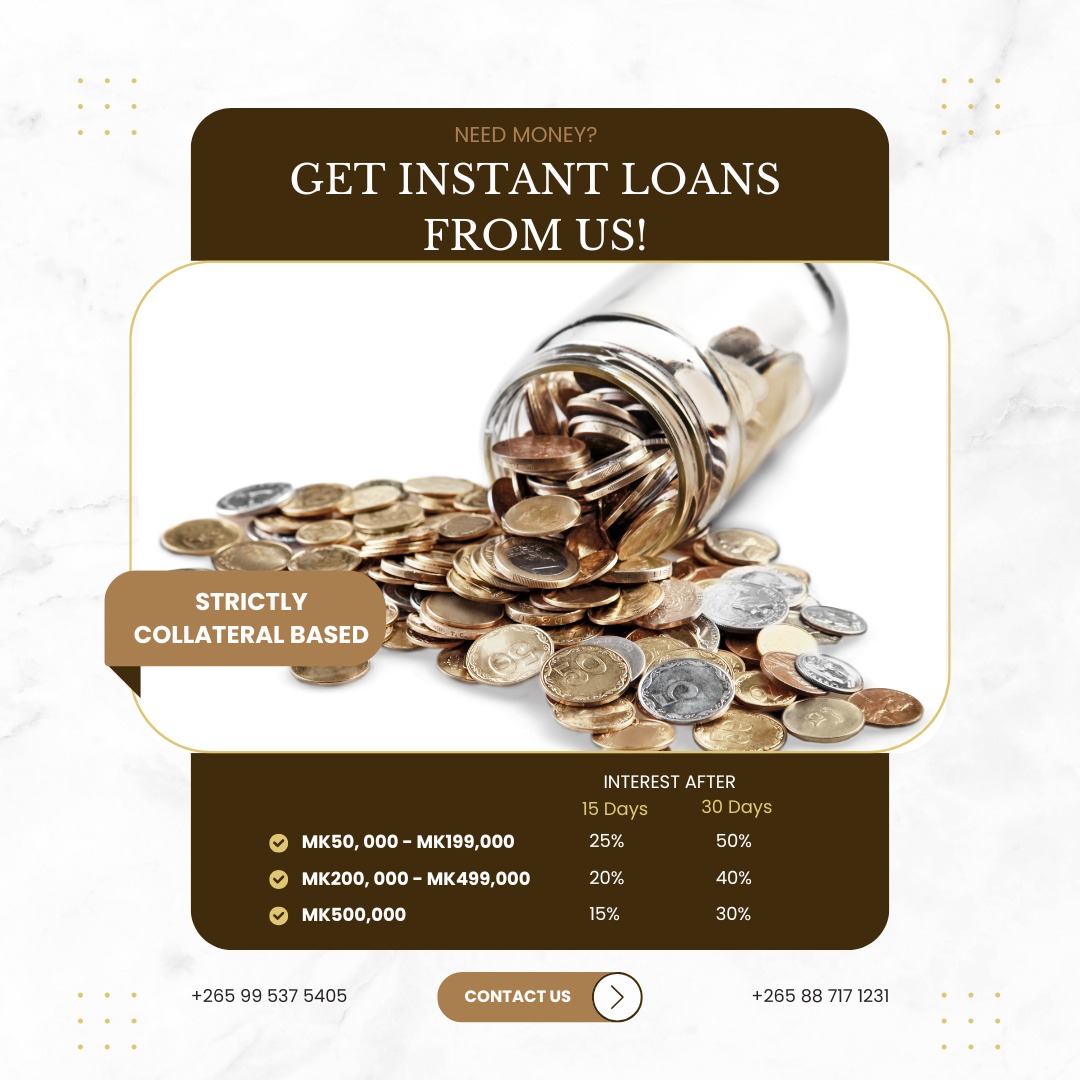 NEED MONEY?
GET INSTANT LOANS
FROM US!
STRICTLY
COLLATERAL BASED
INTEREST AFTER
15 Days 30 Days
MK50, 000 - MK199,000 25% 50%
MK200, 000 - MK499,000 20% 40%
MK500,000 15% 30%
+265 99 537 5405 CONTACT US +265 88 717 1231